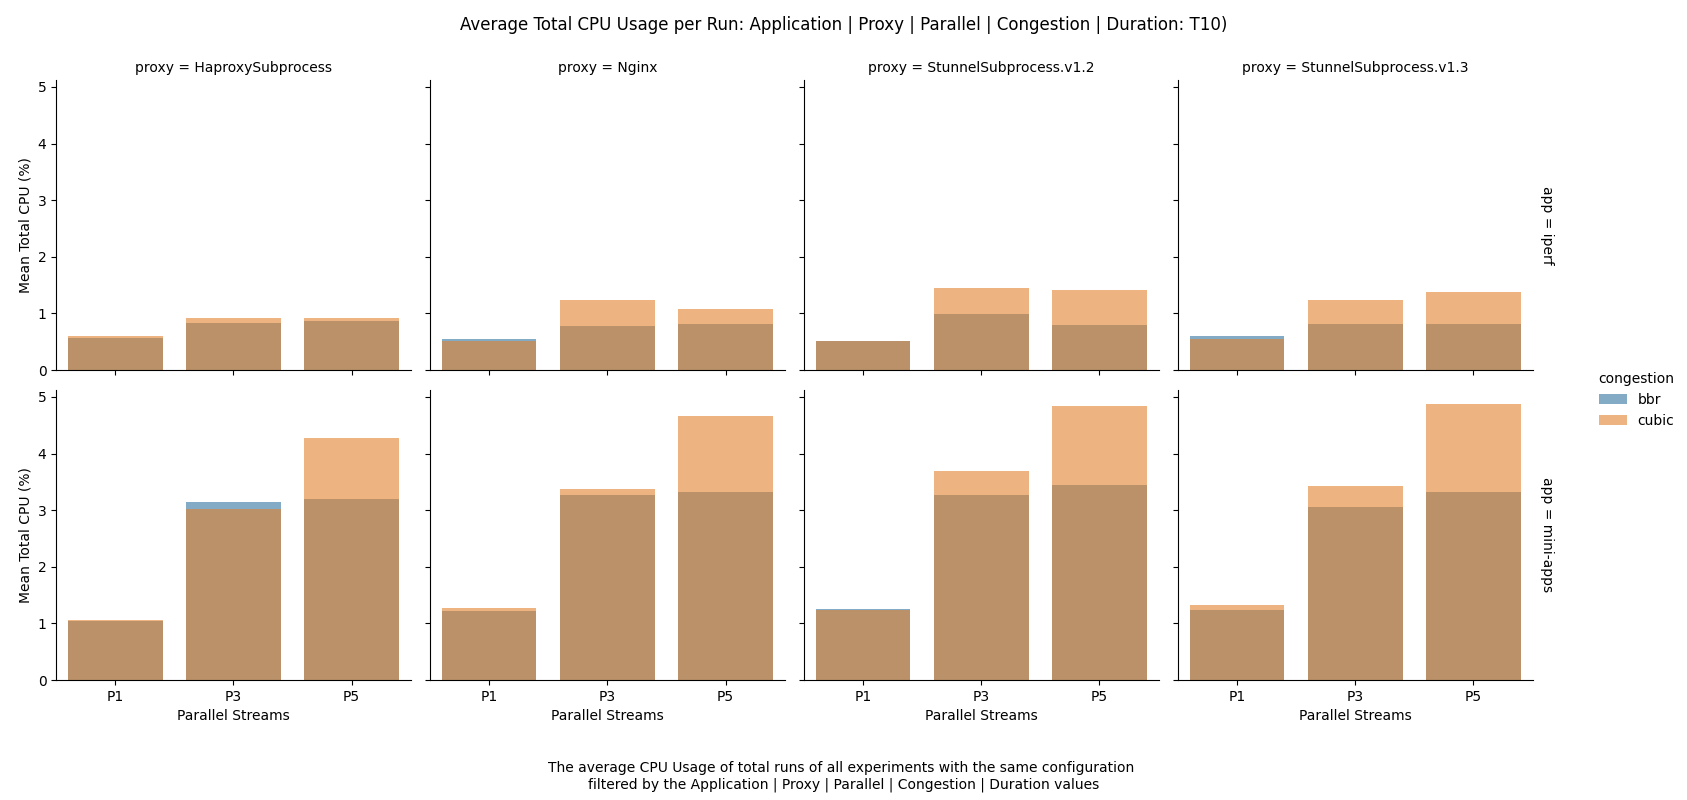 Average Total CPU Usage per Run: Application | Proxy | Parallel | Congestion | Duration: T10)
proxy = HaproxySubprocess
proxy = Nginx
proxy = StunnelSubprocess.v1.2
proxy = StunnelSubprocess.v1.3
Mean Total CPU (%)
5
4
3
2
1
0
app = iperf
Mean Total CPU (%)
5
4
3
2
1
0
app = mini-apps
congestion
bbr
cubic
P1 P3 P5
P1 P3 P5
P1 P3 P5
P1 P3 P5
Parallel Streams
Parallel Streams
Parallel Streams
Parallel Streams
The average CPU Usage of total runs of all experiments with the same configuration
filtered by the Application | Proxy | Parallel | Congestion | Duration values